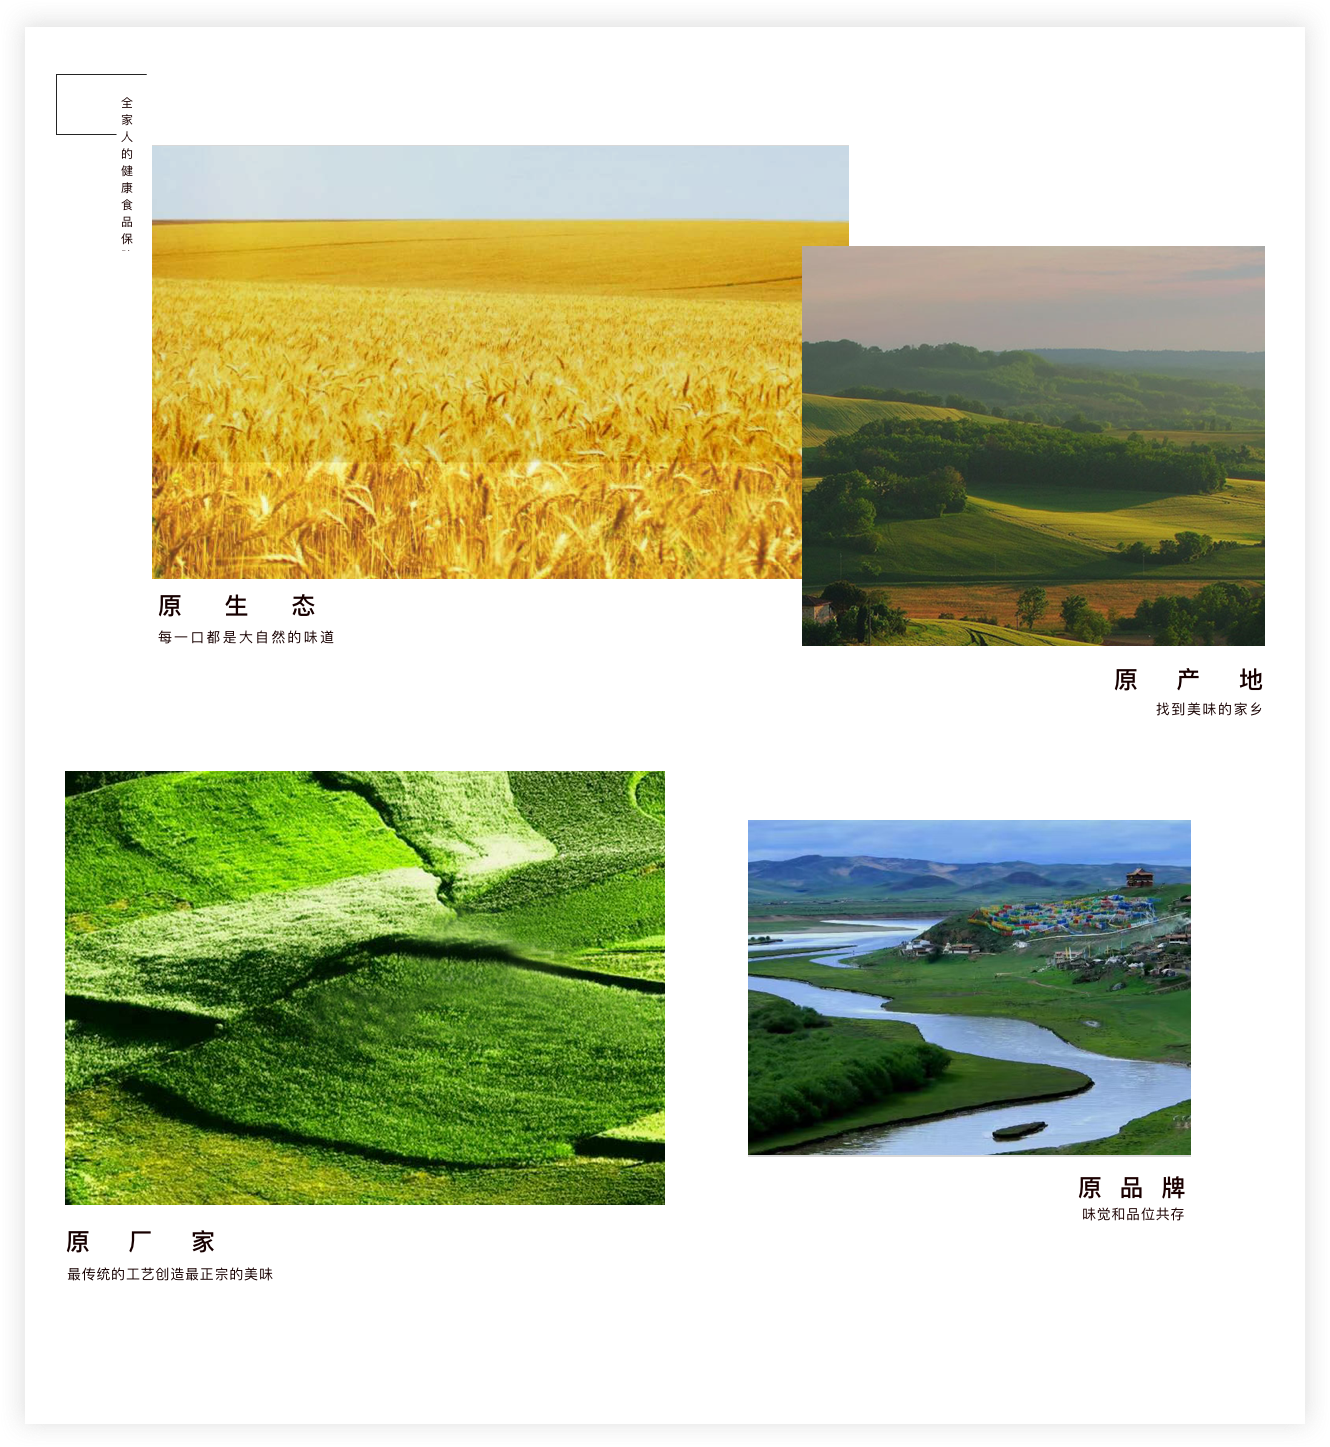 全家人的健康食品保
原生态
每一口都是大自然的味道
原产地
找到美味的家乡
原厂家
最传统的工艺创造最正宗的美味
原品牌
味觉和品位共存